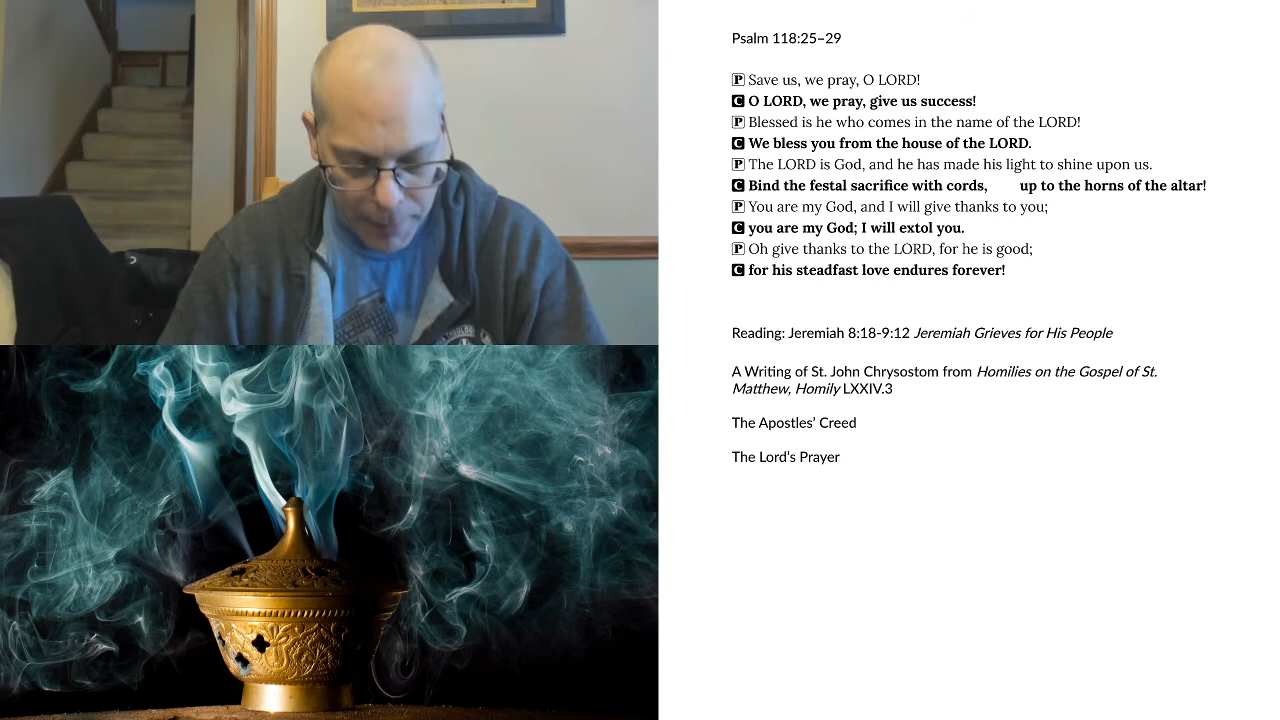 Psalm 118:25–29
P Save us, we pray, O LORD!
C O LORD, we pray, give us success!
P Blessed is he who comes in the name of the LORD!
C We bless you from the house of the LORD.
P The LORD is God, and he has made his light to shine upon us.
C Bind the festal sacrifice with cords, up to the horns of the altar!
P You are my God, and I will give thanks to you;
C you are my God; I will extol you.
P Oh give thanks to the LORD, for he is good;
C for his steadfast love endures forever!
Reading: Jeremiah 8:18-9:12 Jeremiah Grieves for His People
A Writing of St. John Chrysostom from Homilies on the Gospel of St.
Matthew, Homily LXXIV.3
The Apostles’ Creed
The Lord's Prayer